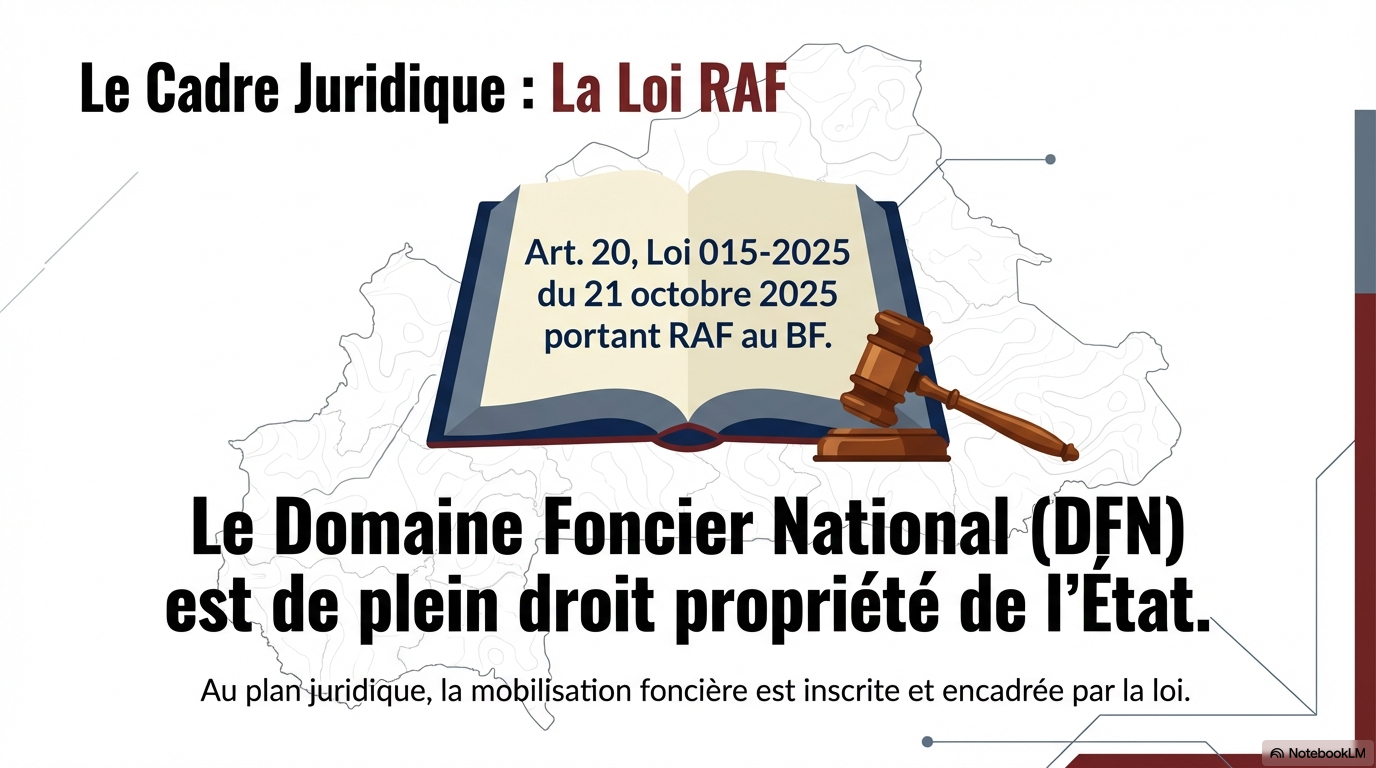 Le Cadre Juridique : La Loi RAF
Art. 20, Loi 015-2025
du 21 octobre 2025
portant RAF au BF.
Le Domaine Foncier National (DFN)
est de plein droit propriété de l'État.
Au plan juridique, la mobilisation foncière est inscrite et encadrée par la loi.
NotebookLM